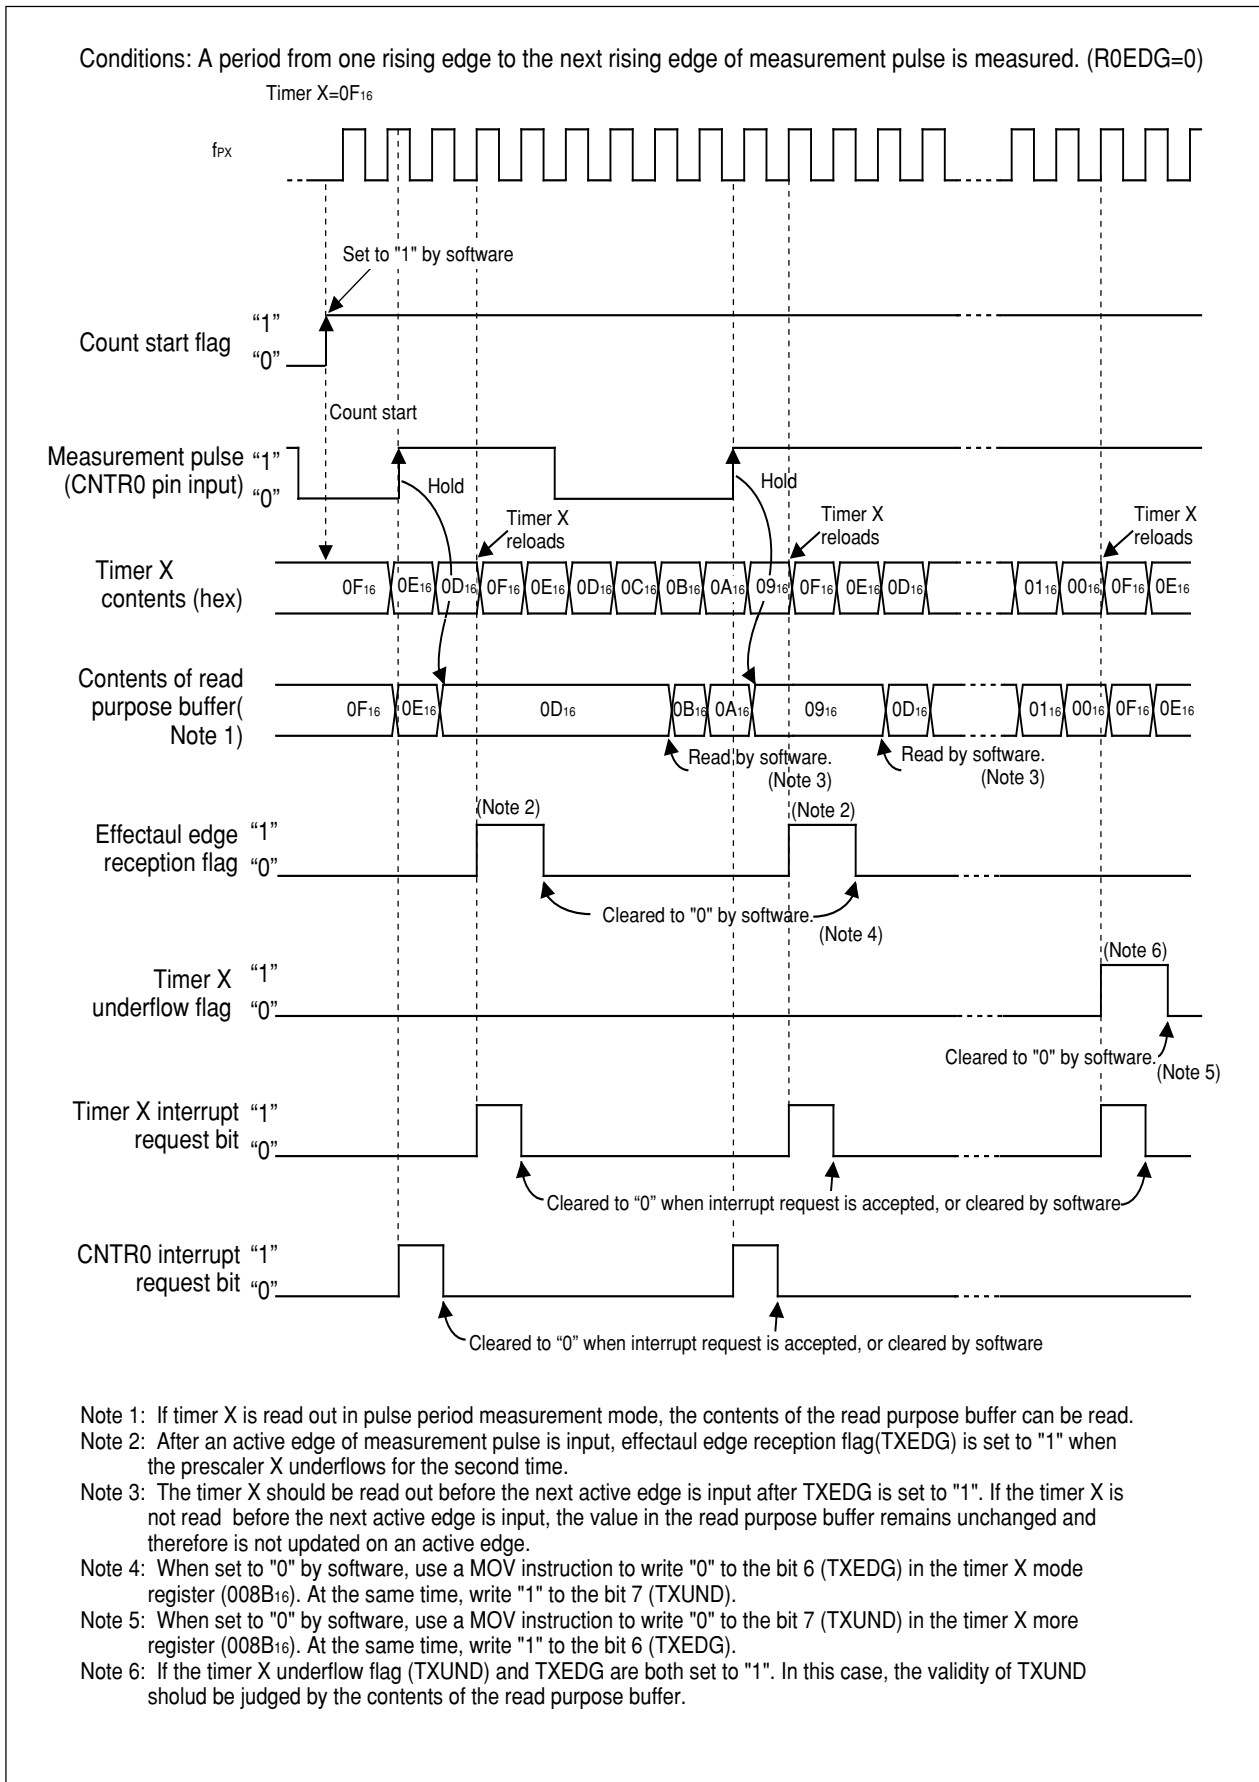 Conditions: A period from one rising edge to the next rising edge of measurement pulse is measured. (R0EDG=0)
Timer X=0F16
fPX
Set to "1" by software
Count start flag
“1”
“0”
Count start
Measurement pulse
(CNTR0 pin input)
“1”
“0”
Hold
Hold
Timer X
reloads
Timer X
reloads
Timer X
reloads
Timer X
contents (hex)
0F16 0E16 0D16 0F16 0E16 0D16 0C16 0B16 0A16 0916 0F16 0E16 0D16 0116 0016 0F16 0E16
Contents of read
purpose buffer(
Note 1)
0F16 0E16 0D16 0B16 0A16 0916 0D16 0116 0016 0F16 0E16
Read by software.
(Note 3)
Read by software.
(Note 3)
Effectaul edge
reception flag
“1”
“0”
(Note 2)
(Note 2)
Cleared to "0" by software.
(Note 4)
Timer X
underflow flag
“1”
“0”
(Note 6)
Cleared to "0" by software.
(Note 5)
Timer X interrupt
request bit
“1”
“0”
Cleared to “0” when interrupt request is accepted, or cleared by software
CNTR0 interrupt
request bit
“1”
“0”
Cleared to “0” when interrupt request is accepted, or cleared by software
Note 1: If timer X is read out in pulse period measurement mode, the contents of the read purpose buffer can be read.
Note 2: After an active edge of measurement pulse is input, effectaul edge reception flag(TXEDG) is set to "1" when
the prescaler X underflows for the second time.
Note 3: The timer X should be read out before the next active edge is input after TXEDG is set to "1". If the timer X is
not read before the next active edge is input, the value in the read purpose buffer remains unchanged and
therefore is not updated on an active edge.
Note 4: When set to "0" by software, use a MOV instruction to write "0" to the bit 6 (TXEDG) in the timer X mode
register (008B16). At the same time, write "1" to the bit 7 (TXUND).
Note 5: When set to "0" by software, use a MOV instruction to write "0" to the bit 7 (TXUND) in the timer X more
register (008B16). At the same time, write "1" to the bit 6 (TXEDG).
Note 6: If the timer X underflow flag (TXUND) and TXEDG are both set to "1". In this case, the validity of TXUND
sholud be judged by the contents of the read purpose buffer.